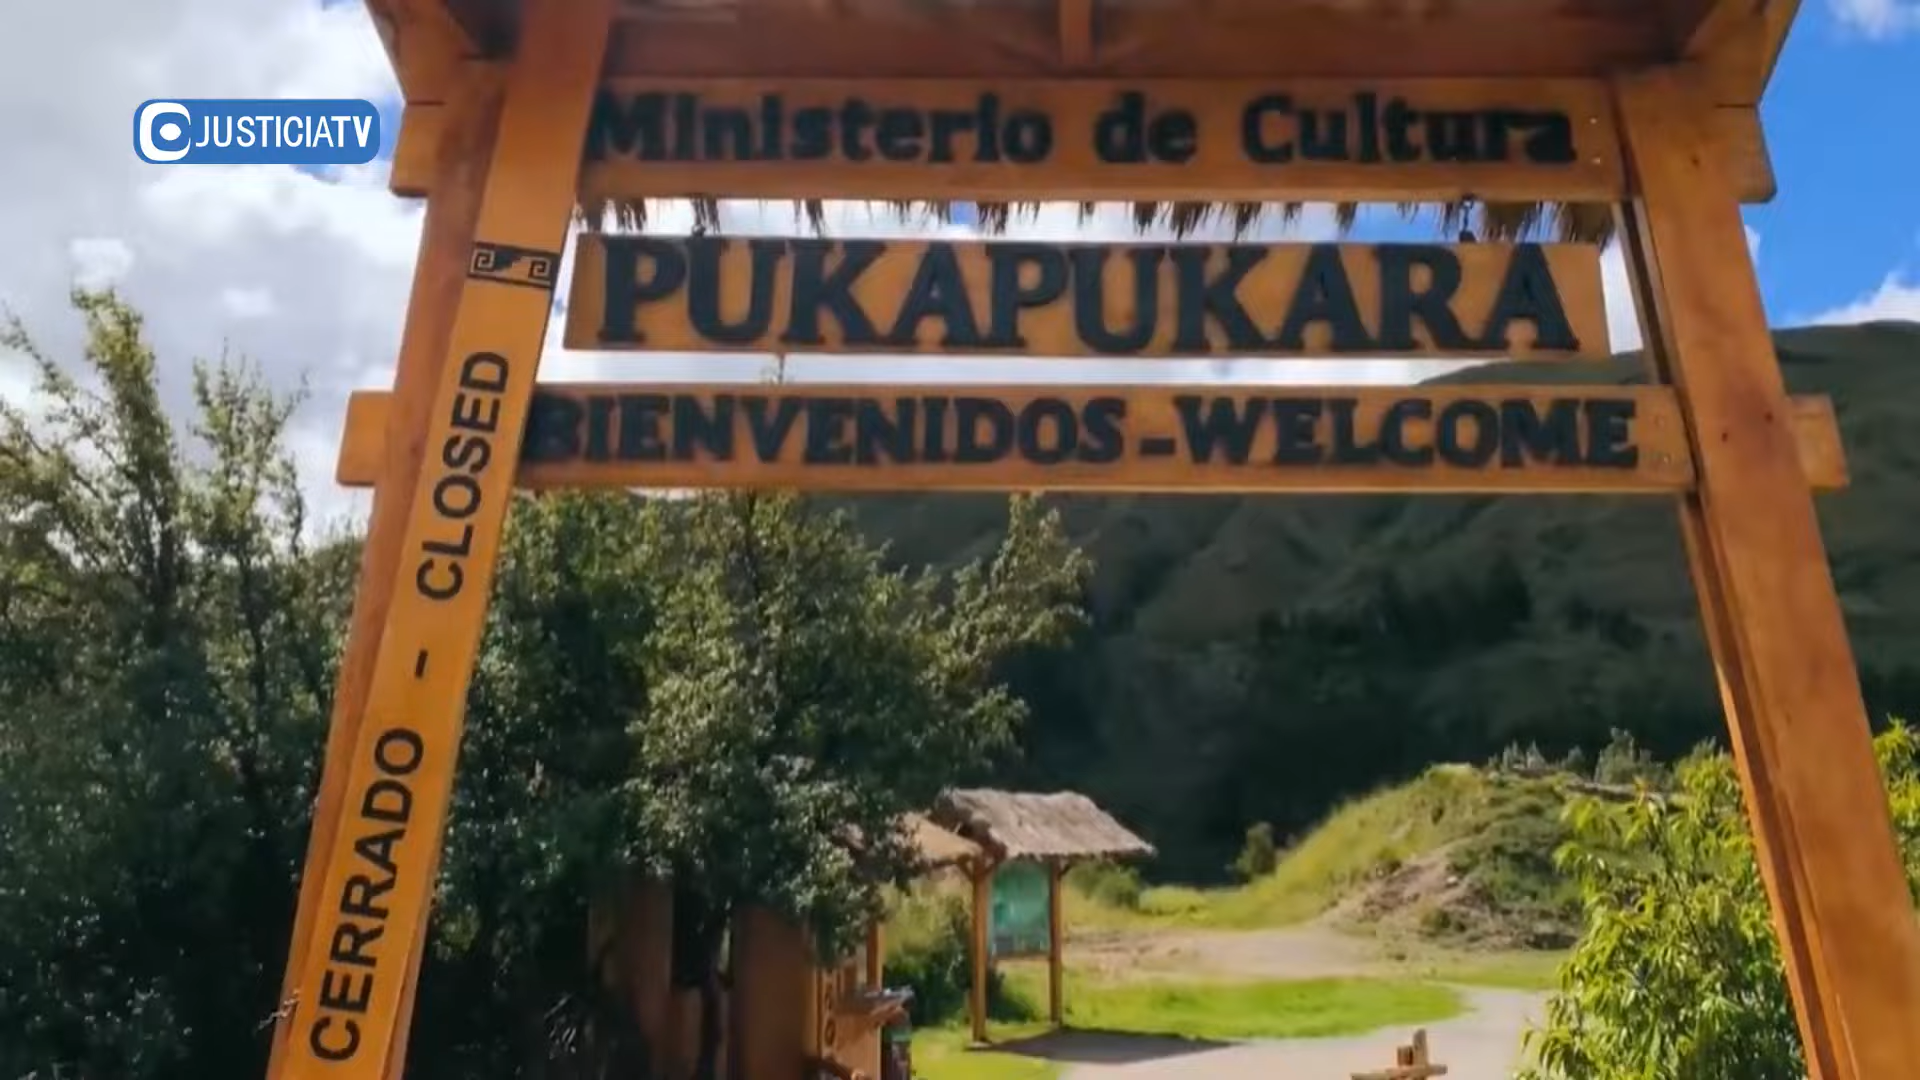 JUSTICIATV
Ministerio de Cultura
PUKAPUKARA
BIENVENIDOS-WELCOME
CERRADO - CLOSED